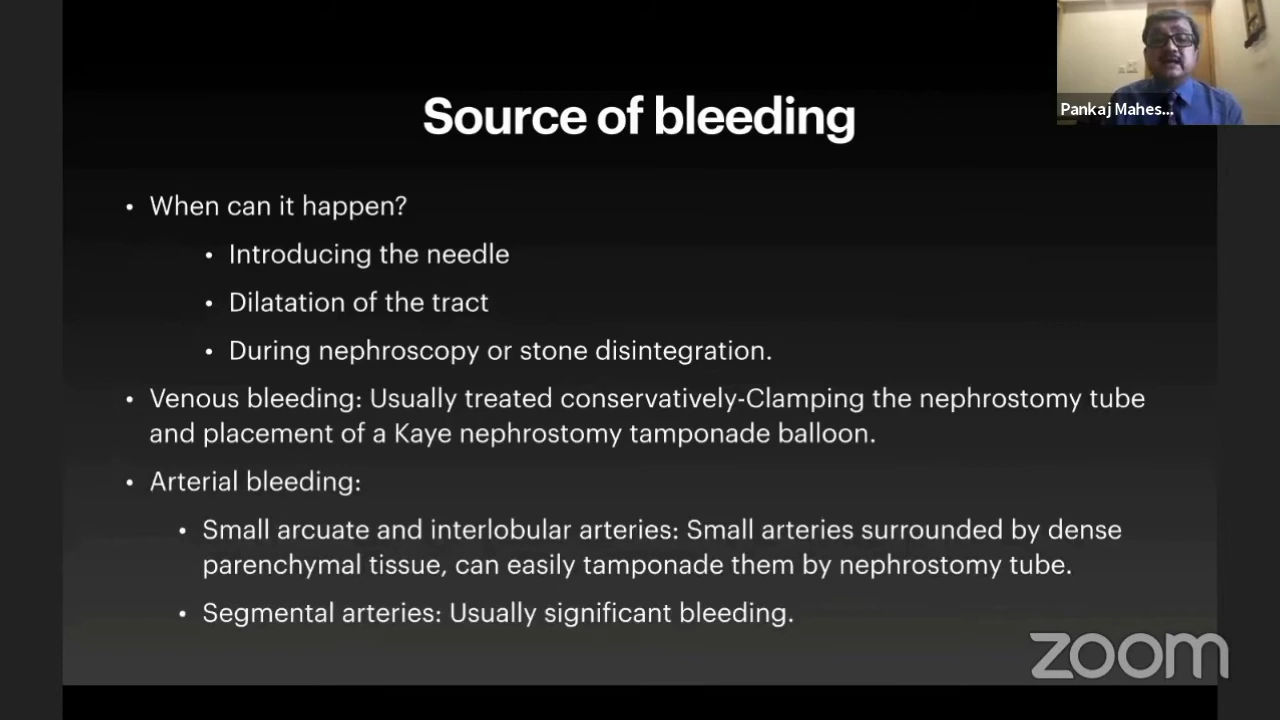 Pankaj Mahes...
Source of bleeding
• When can it happen?
• Introducing the needle
• Dilatation of the tract
• During nephroscopy or stone disintegration.
• Venous bleeding: Usually treated conservatively-Clamping the nephrostomy tube
and placement of a Kaye nephrostomy tamponade balloon.
• Arterial bleeding:
• Small arcuate and interlobular arteries: Small arteries surrounded by dense
parenchymal tissue, can easily tamponade them by nephrostomy tube.
• Segmental arteries: Usually significant bleeding.
zoom